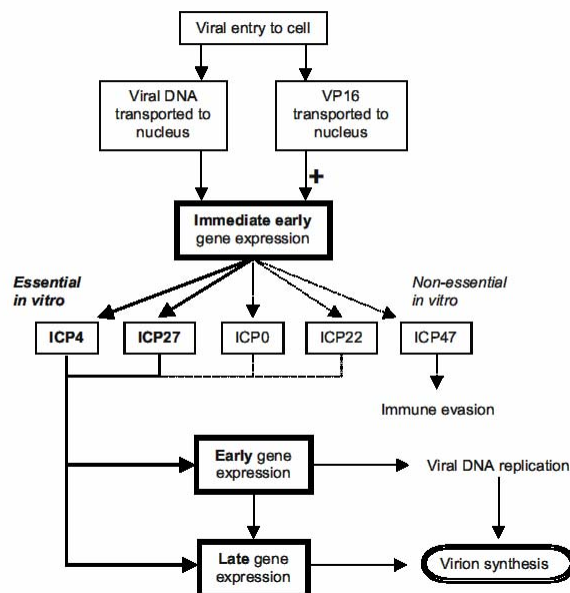 Viral entry to cell
Viral DNA
transported to
nucleus
VP16
transported to
nucleus
+
Immediate early
gene expression
Essential
in vitro
Non-essential
in vitro
ICP4
ICP27
ICP0
ICP22
ICP47
Immune evasion
Early gene
expression
Viral DNA replication
Late gene
expression
Virion synthesis